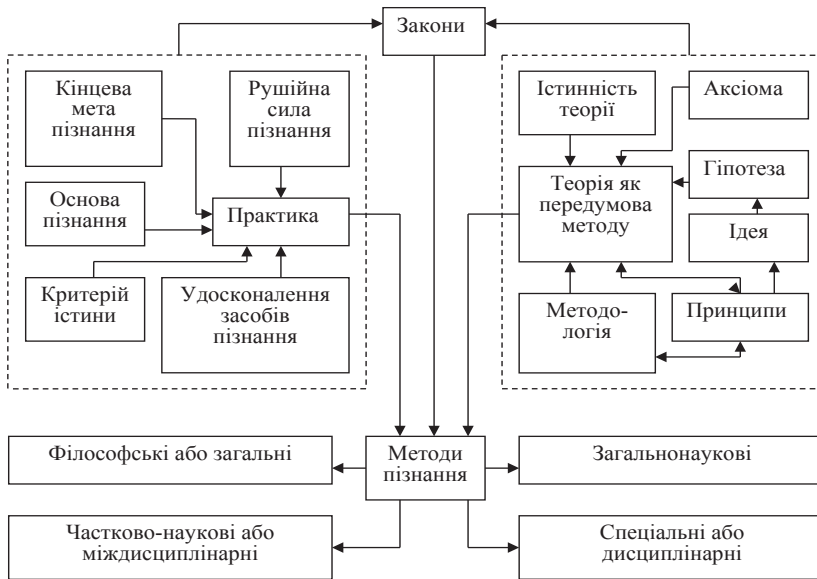 Закони
Кінцева
мета
пізнання
Рушійна
сила
пізнання
Основа
пізнання
Практика
Критерій
істини
Удосконалення
засобів
пізнання
Істинність
теорії
Аксіома
Теорія як
передумова
методу
Гіпотеза
Ідея
Методо-
логія
Принципи
Філософські або загальні
Методи
пізнання
Загальнонаукові
Частково-наукові або
міждисциплінарні
Спеціальні або
дисциплінарні